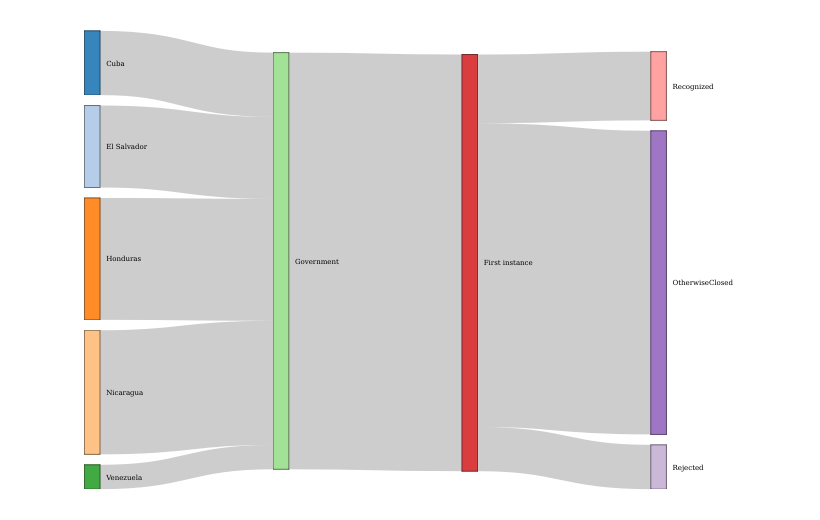 Cuba
El Salvador
Honduras
Nicaragua
Venezuela
Government
First instance
Recognized
OtherwiseClosed
Rejected